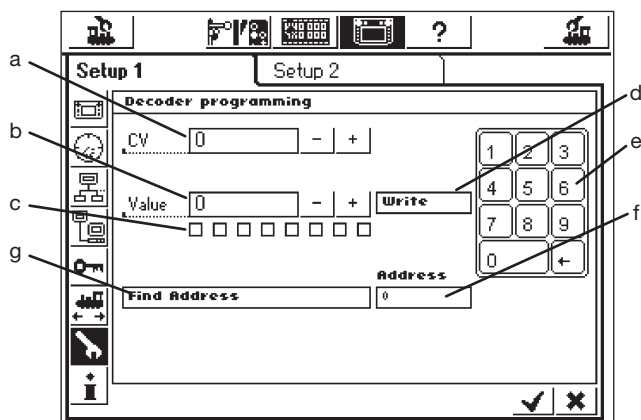 ?
Setup 1 Setup 2
a
Decoder programming
d
CV 0 - +
b
1 2 3
e
Value 0 - + Write
4 5 6
c
7 8 9
f
g
0 ←
Address
Find Address 0